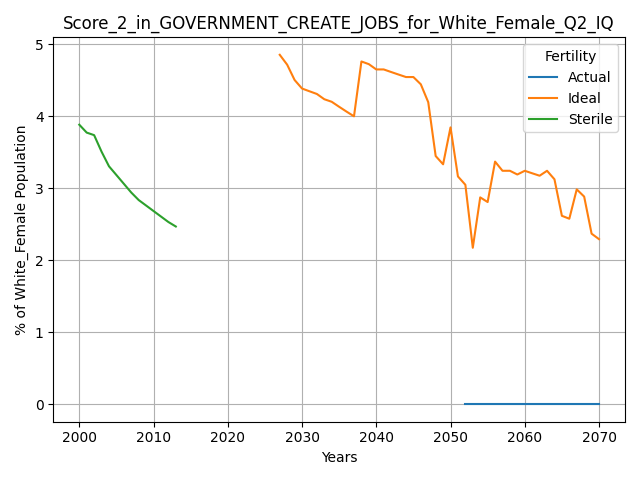 Score_2_in_GOVERNMENT_CREATE_JOBS_for_White_Female_Q2_IQ
Fertility
Actual
Ideal
Sterile
% of White_Female Population
5
4
3
2
1
0
2000 2010 2020 2030 2040 2050 2060 2070
Years